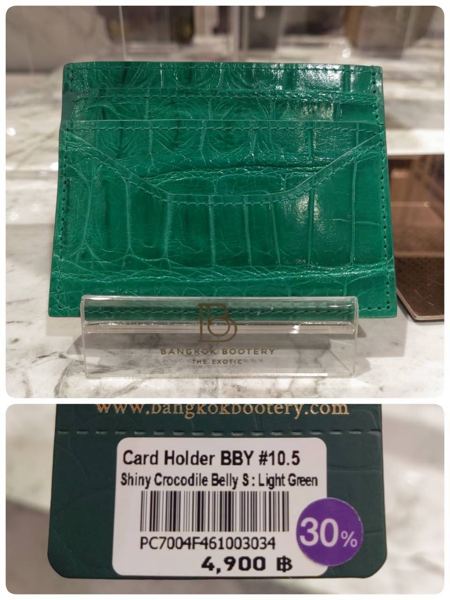 B
BANGKOK BOOTERY
THE EXOTIC
www.bangkokbootery.com
Card Holder BBY #10.5
Shiny Crocodile Belly S : Light Green
PC7004F461003034
4,900 ฿
30%